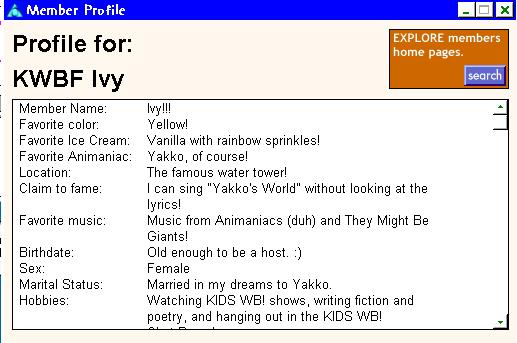 Member Profile
Profile for:
KWBF Ivy
EXPLORE members
home pages.
search
Member Name: Ivy!!!
Favorite color: Yellow!
Favorite Ice Cream: Vanilla with rainbow sprinkles!
Favorite Animaniac: Yakko, of course!
Location: The famous water tower!
Claim to fame: I can sing "Yakko's World" without looking at the
lyrics!
Favorite music: Music from Animaniacs (duh) and They Might Be
Giants!
Birthdate: Old enough to be a host. :)
Sex: Female
Marital Status: Married in my dreams to Yakko.
Hobbies: Watching KIDS WB! shows, writing fiction and
poetry, and hanging out in the KIDS WB!